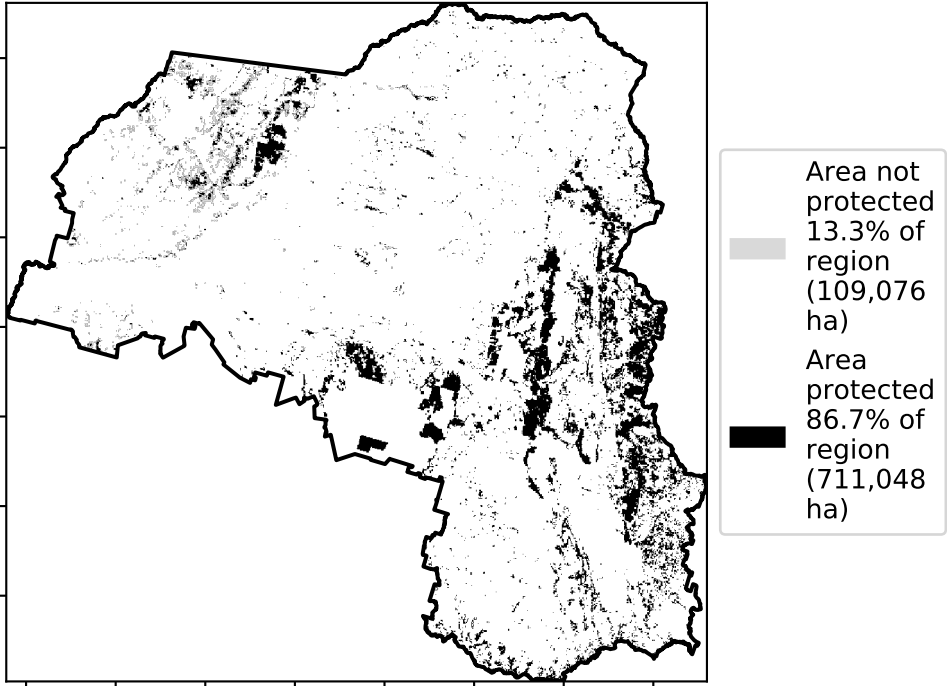 Area not
protected
13.3% of
region
(109,076
ha)
Area
protected
86.7% of
region
(711,048
ha)